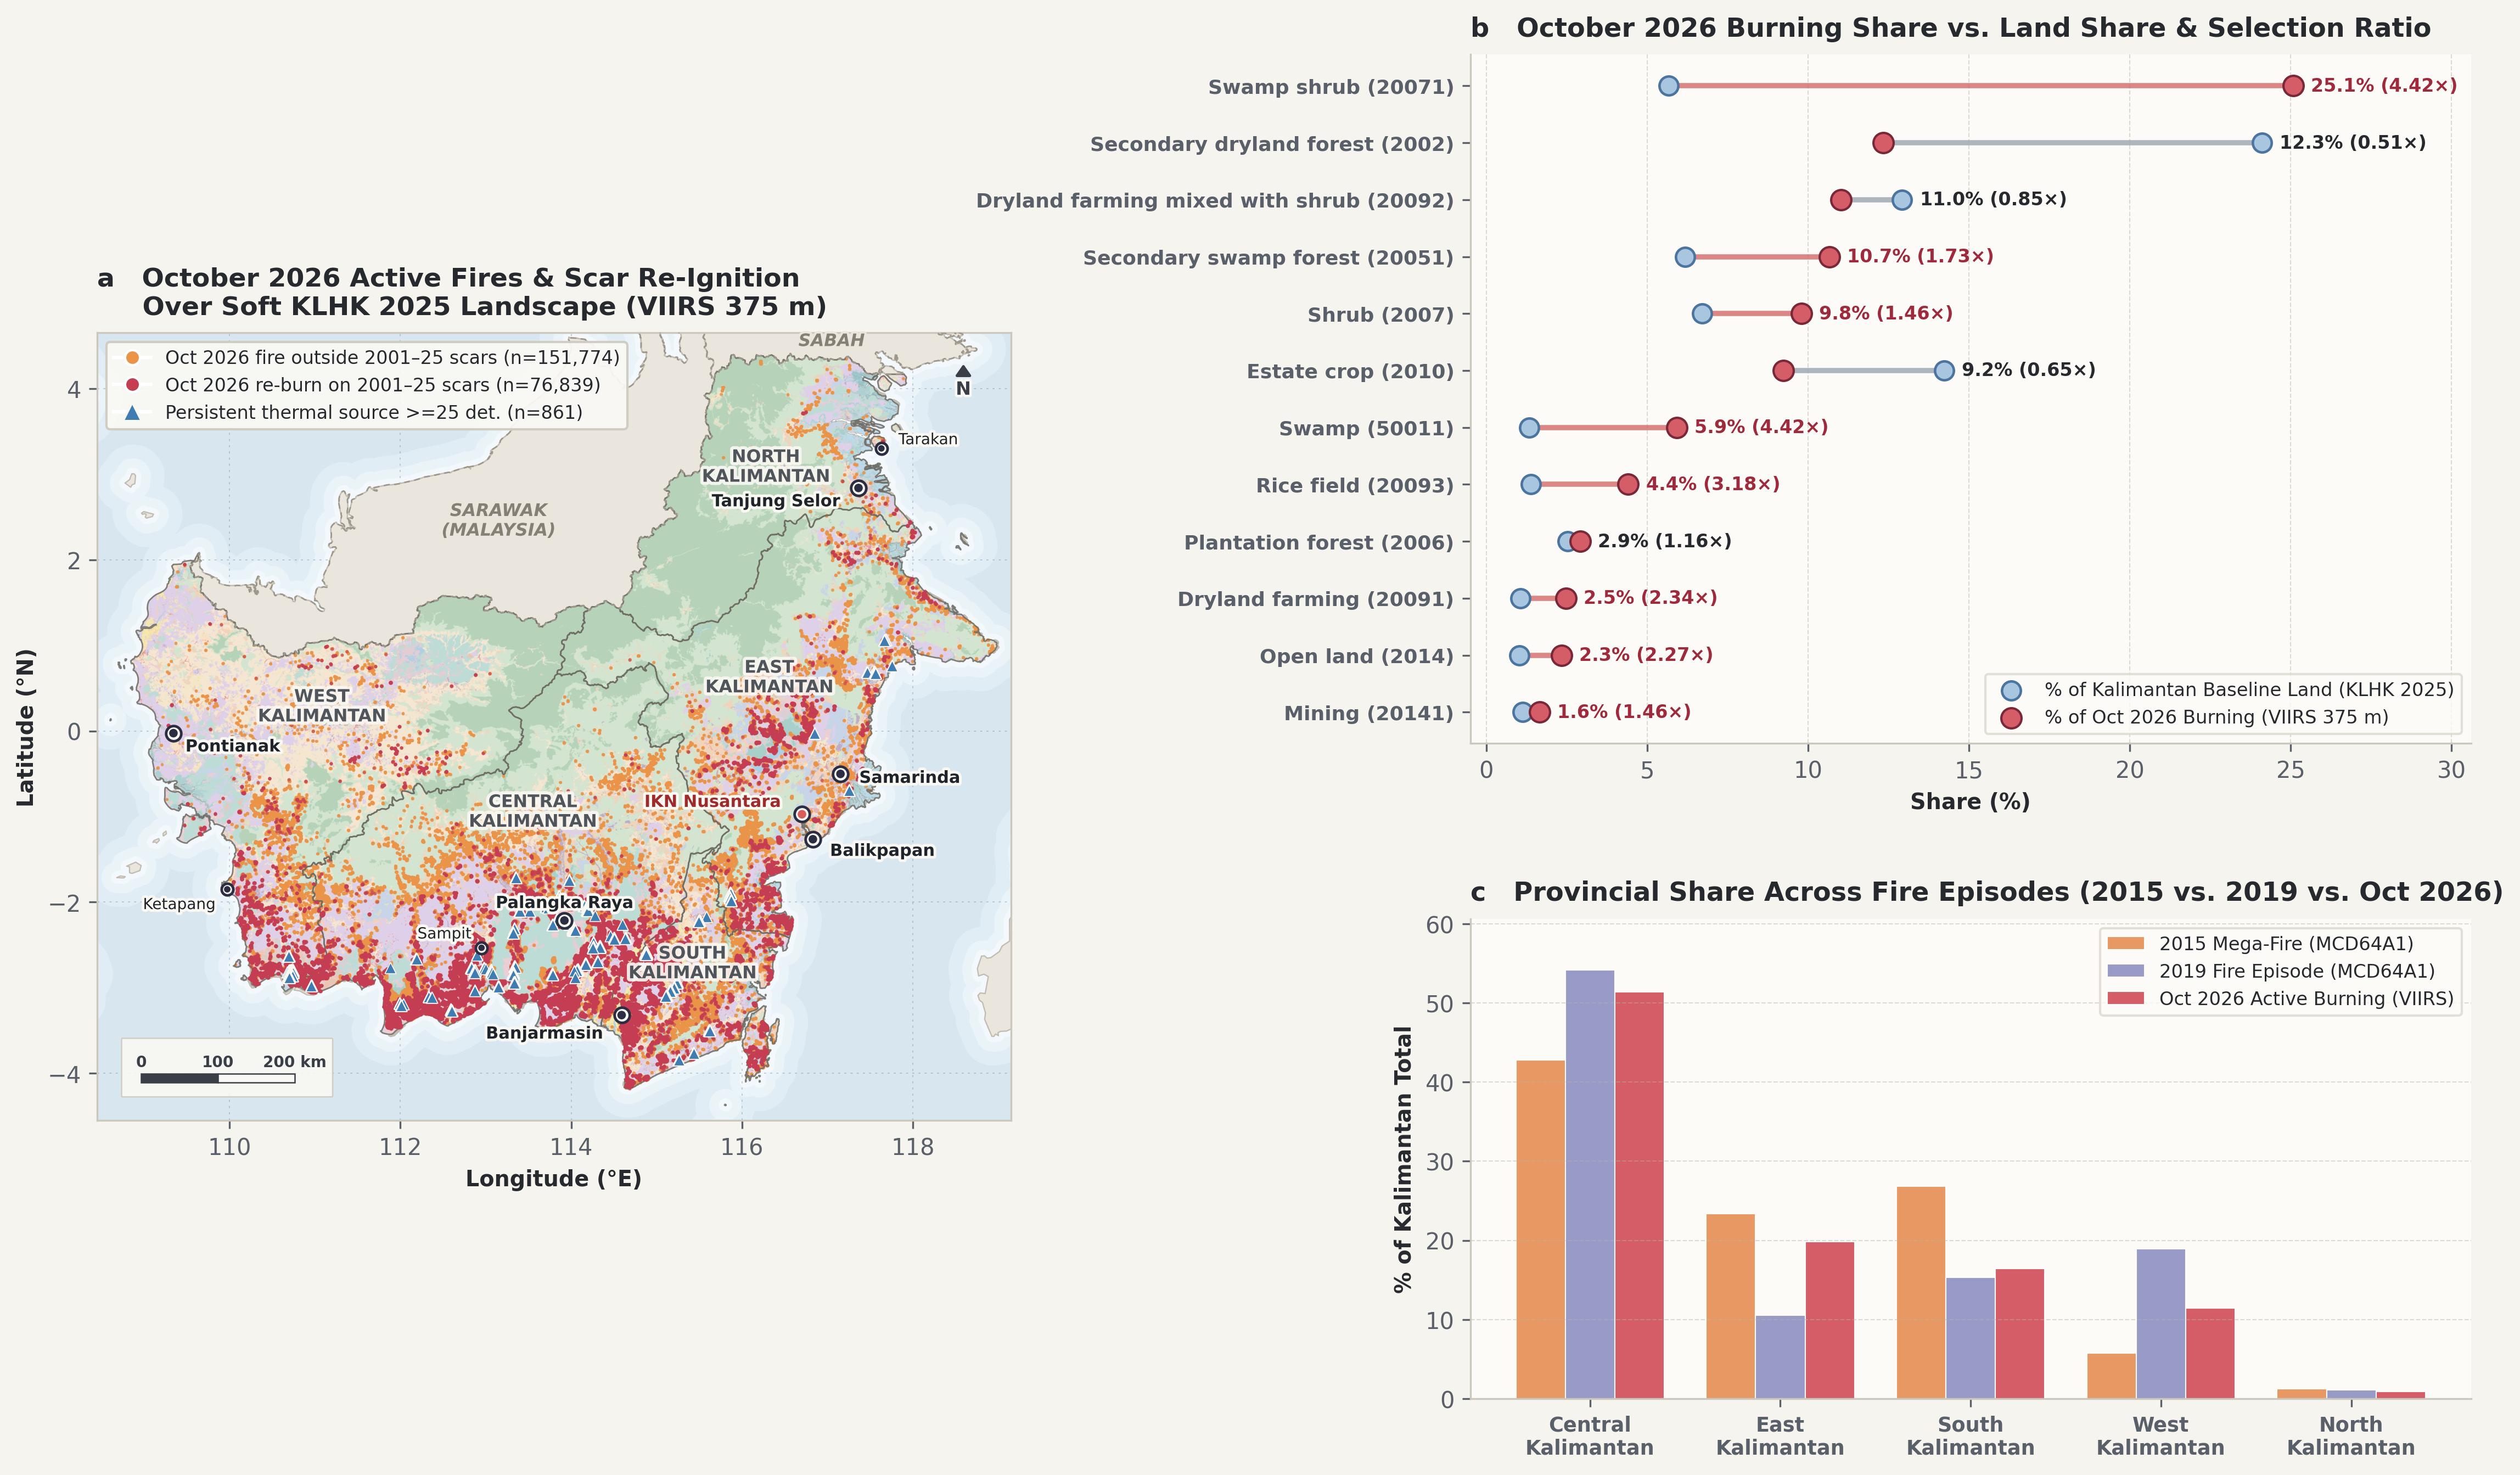 a October 2026 Active Fires & Scar Re-Ignition
Over Soft KLHK 2025 Landscape (VIIRS 375 m)
Oct 2026 fire outside 2001–25 scars (n=151,774)
Oct 2026 re-burn on 2001–25 scars (n=76,839)
Persistent thermal source >=25 det. (n=861)
SABAH
N
Tarakan
NORTH
KALIMANTAN
Tanjung Selor
SARAWAK
(MALAYSIA)
EAST
KALIMANTAN
WEST
KALIMANTAN
Pontianak
Samarinda
CENTRAL
KALIMANTAN
IKN Nusantara
Balikpapan
Ketapang
Palangka Raya
Sampit
SOUTH
KALIMANTAN
Banjarmasin
0 100 200 km
4
2
0
−2
−4
110 112 114 116 118
Latitude (°N)
Longitude (°E)
b October 2026 Burning Share vs. Land Share & Selection Ratio
Swamp shrub (20071) 25.1% (4.42×)
Secondary dryland forest (2002) 12.3% (0.51×)
Dryland farming mixed with shrub (20092) 11.0% (0.85×)
Secondary swamp forest (20051) 10.7% (1.73×)
Shrub (2007) 9.8% (1.46×)
Estate crop (2010) 9.2% (0.65×)
Swamp (50011) 5.9% (4.42×)
Rice field (20093) 4.4% (3.18×)
Plantation forest (2006) 2.9% (1.16×)
Dryland farming (20091) 2.5% (2.34×)
Open land (2014) 2.3% (2.27×)
Mining (20141) 1.6% (1.46×)
% of Kalimantan Baseline Land (KLHK 2025)
% of Oct 2026 Burning (VIIRS 375 m)
0 5 10 15 20 25 30
Share (%)
c Provincial Share Across Fire Episodes (2015 vs. 2019 vs. Oct 2026)
2015 Mega-Fire (MCD64A1)
2019 Fire Episode (MCD64A1)
Oct 2026 Active Burning (VIIRS)
60
50
40
30
20
10
0
% of Kalimantan Total
Central East South West North
Kalimantan Kalimantan Kalimantan Kalimantan Kalimantan